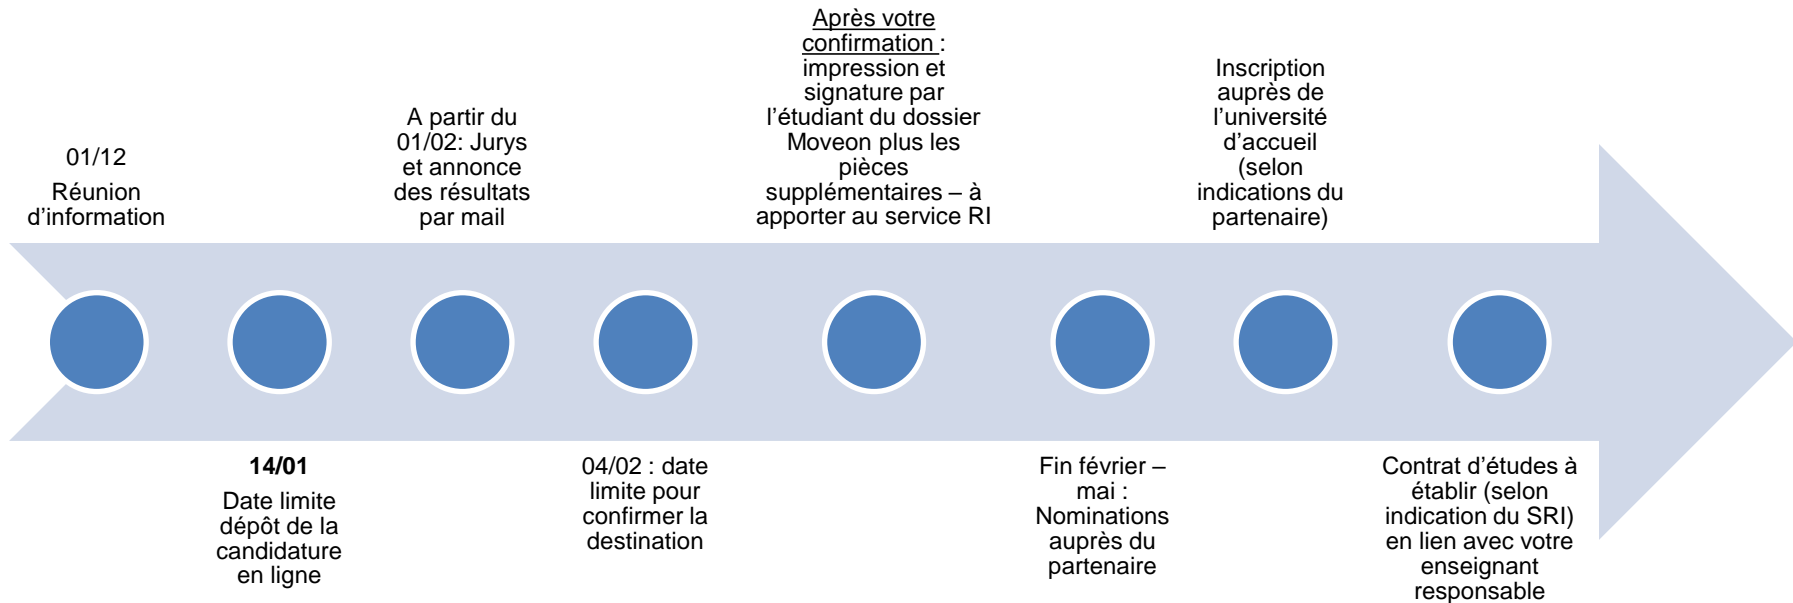 01/12
Réunion
d’information
14/01
Date limite
dépôt de la
candidature
en ligne
A partir du
01/02: Jurys
et annonce
des résultats
par mail
04/02 : date
limite pour
confirmer la
destination
Après votre
confirmation :
impression et
signature par
l’étudiant du dossier
Moveon plus les
pièces
supplémentaires – à
apporter au service RI
Fin février –
mai :
Nominations
auprès du
partenaire
Inscription
auprès de
l’université
d’accueil
(selon
indications du
partenaire)
Contrat d’études à
établir (selon
indication du SRI)
en lien avec votre
enseignant
responsable